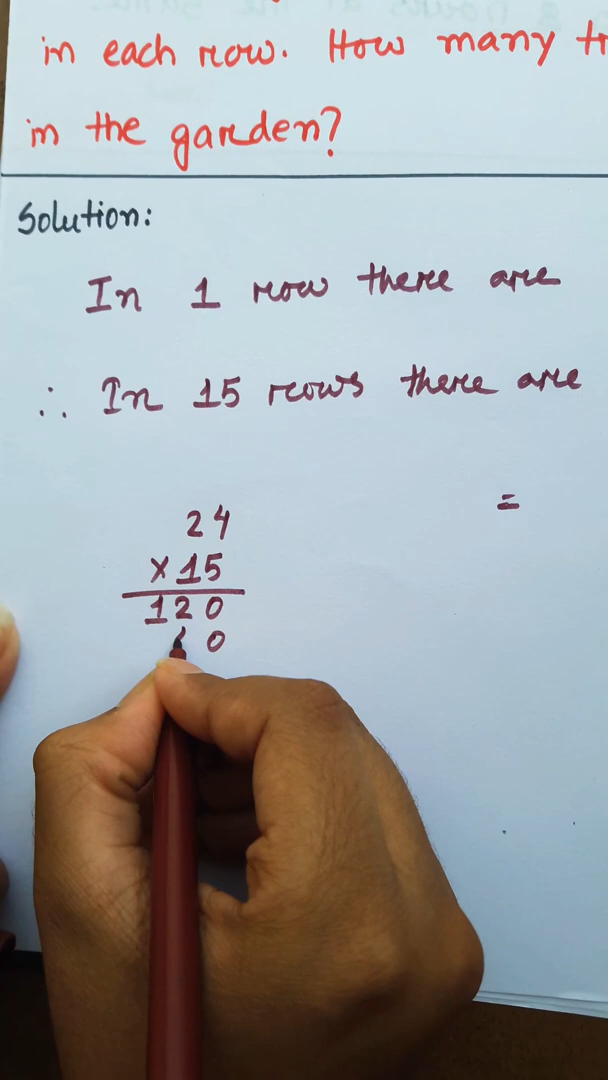 in each row. How many tr
in the garden?
Solution:
In 1 row there are
∴ In 15 rows there are
=
24
×15
120
0